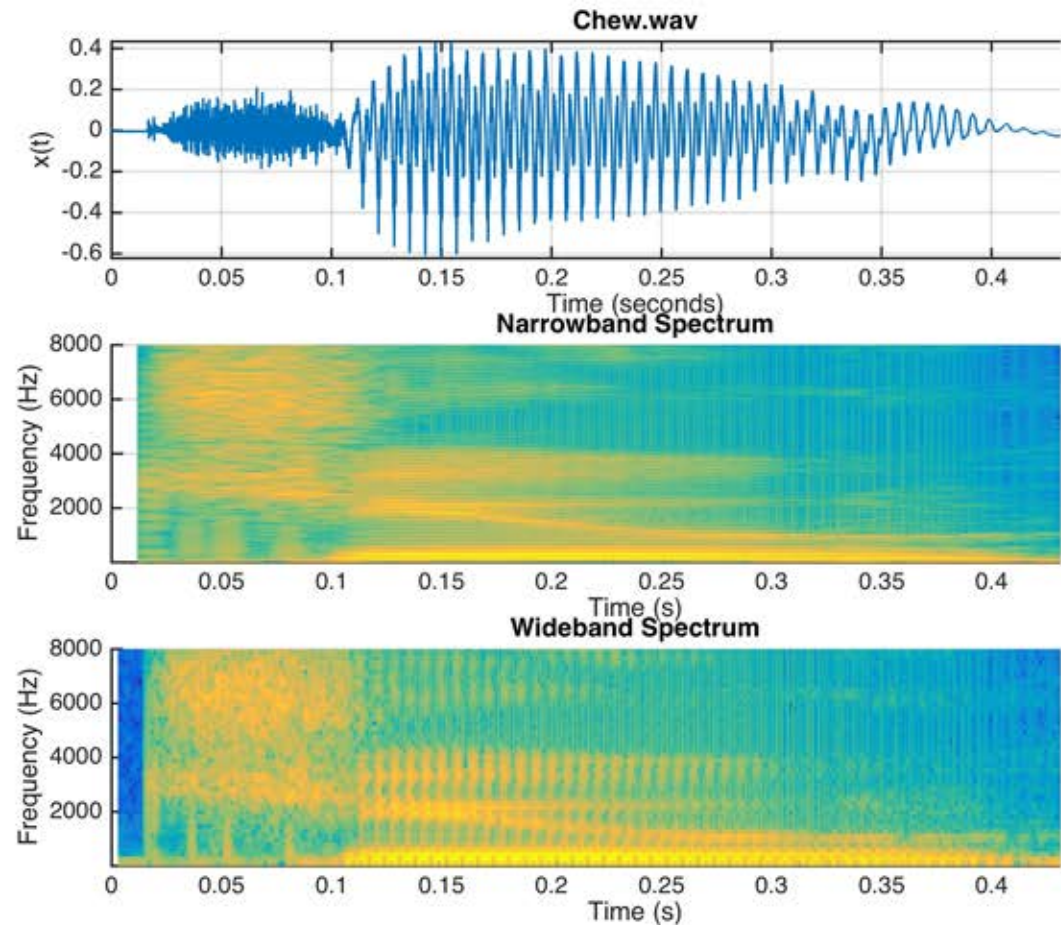 Chew.wav
x(t)
0.4
0.2
0
-0.2
-0.4
-0.6
0 0.05 0.1 0.15 0.2 0.25 0.3 0.35 0.4
Time (seconds)
Narrowband Spectrum
Frequency (Hz)
8000
6000
4000
2000
0 0.05 0.1 0.15 0.2 0.25 0.3 0.35 0.4
Time (s)
Wideband Spectrum
Frequency (Hz)
8000
6000
4000
2000
0 0.05 0.1 0.15 0.2 0.25 0.3 0.35 0.4
Time (s)